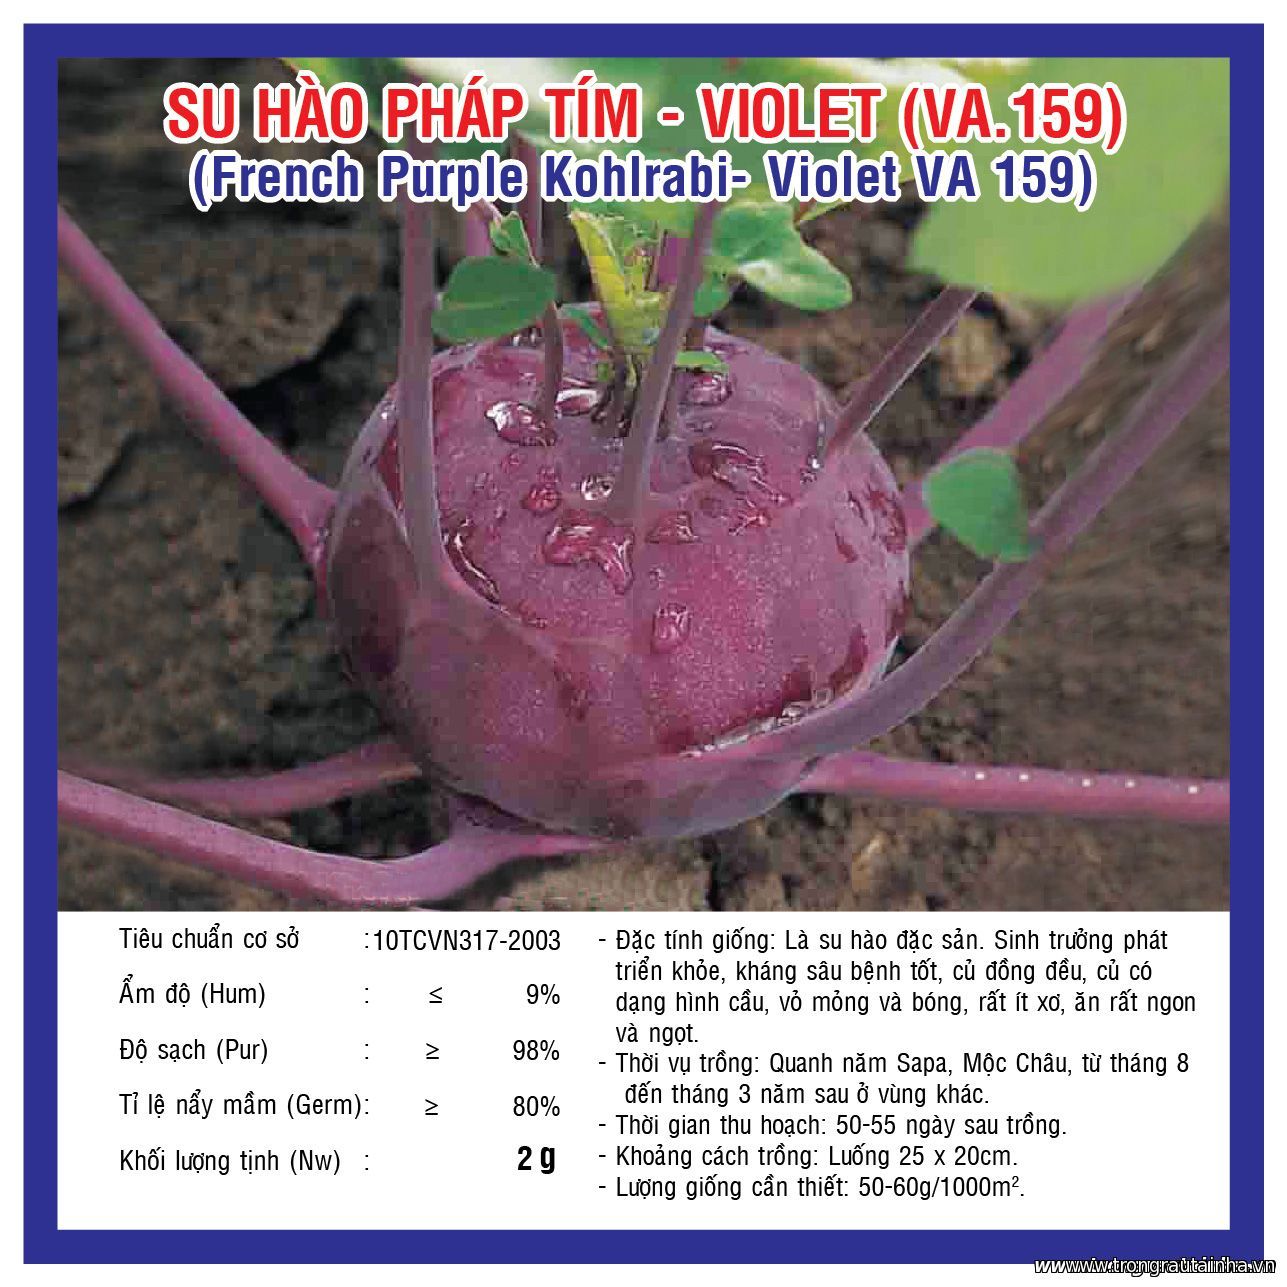 SU HÀO PHÁP TÍM - VIOLET (VA.159)
(French Purple Kohlrabi- Violet VA 159)
Tiêu chuẩn cơ sở :10TCVN317-2003
Ẩm độ (Hum) : ≤ 9%
Độ sạch (Pur) : ≥ 98%
Tỉ lệ nẩy mầm (Germ): ≥ 80%
Khối lượng tịnh (Nw) : 2 g
- Đặc tính giống: Là su hào đặc sản. Sinh trưởng phát
triển khỏe, kháng sâu bệnh tốt, củ đồng đều, củ có
dạng hình cầu, vỏ mỏng và bóng, rất ít xơ, ăn rất ngon
và ngọt.
- Thời vụ trồng: Quanh năm Sapa, Mộc Châu, từ tháng 8
đến tháng 3 năm sau ở vùng khác.
- Thời gian thu hoạch: 50-55 ngày sau trồng.
- Khoảng cách trồng: Luống 25 x 20cm.
- Lượng giống cần thiết: 50-60g/1000m².